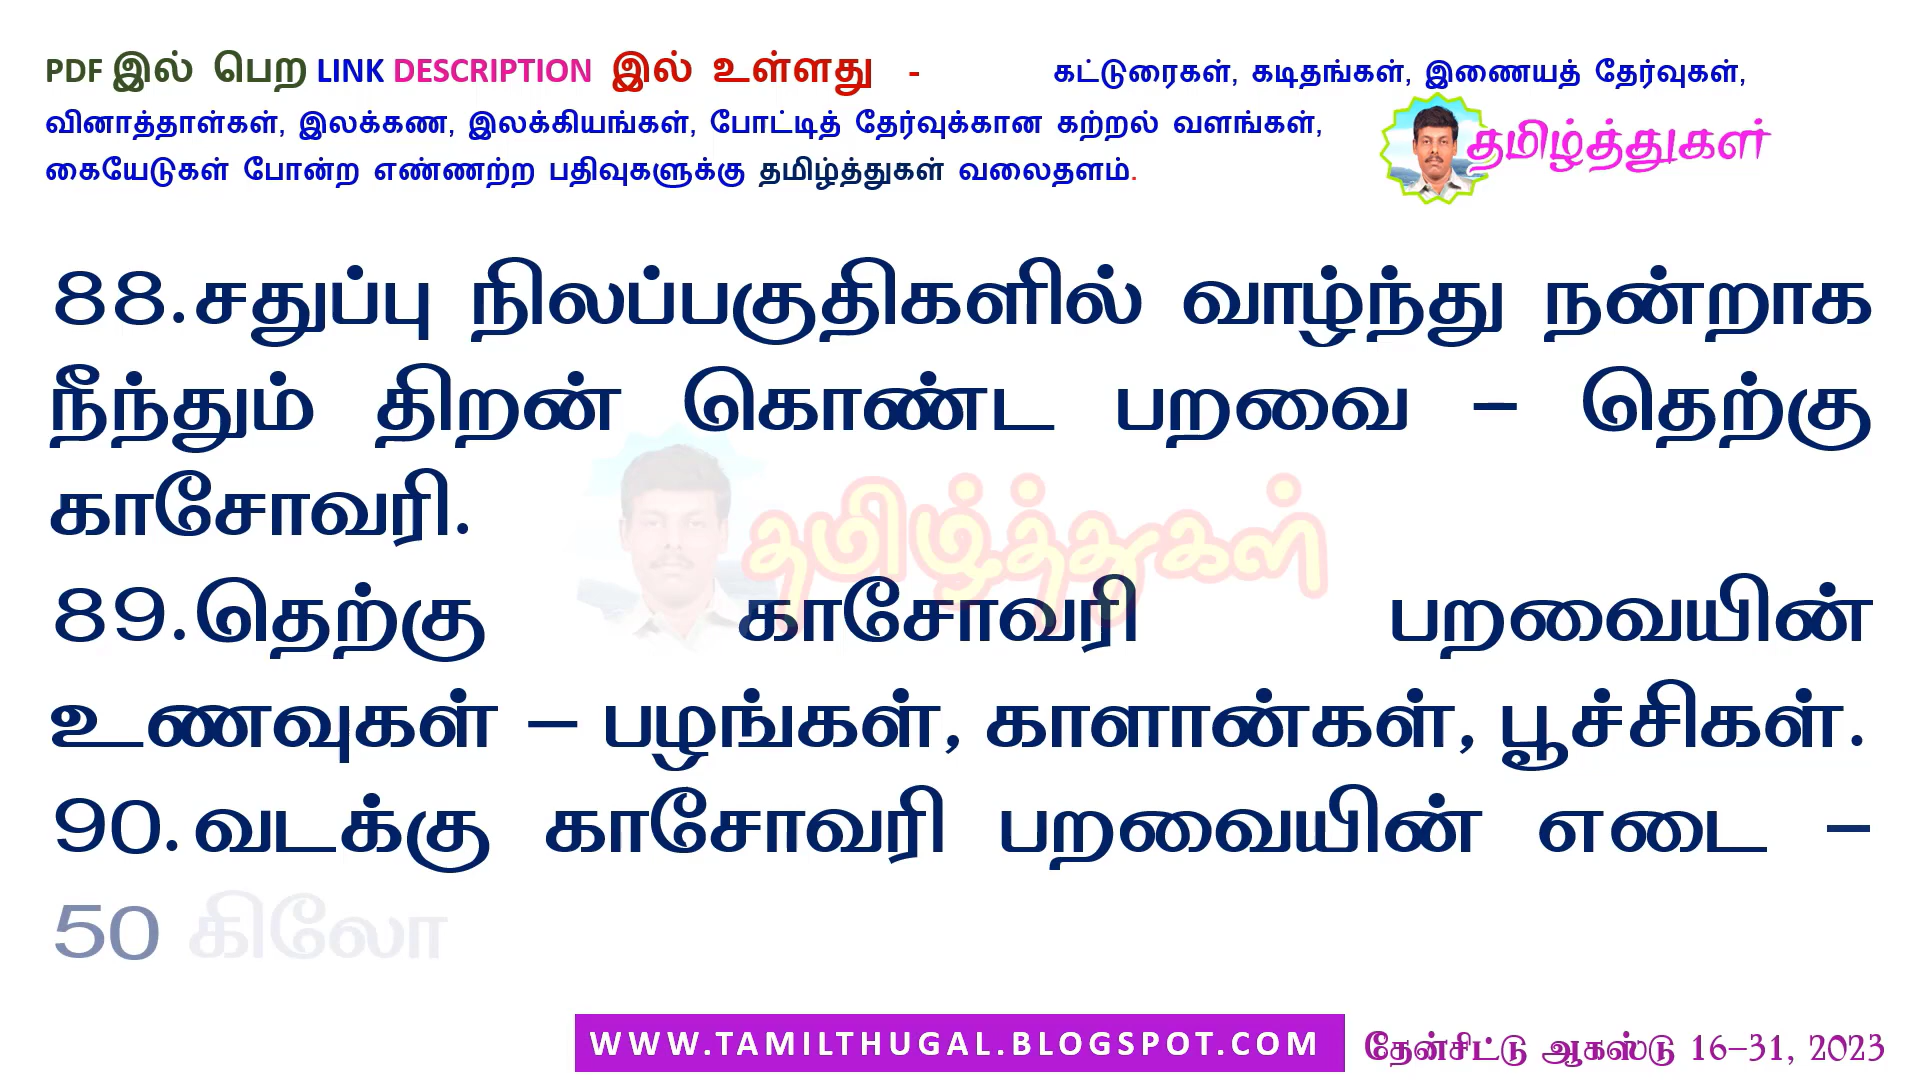 PDF இல் பெற LINK DESCRIPTION இல் உள்ளது - கட்டுரைகள், கடிதங்கள், இணையத் தேர்வுகள்,
வினாத்தாள்கள், இலக்கண, இலக்கியங்கள், போட்டித் தேர்வுக்கான கற்றல் வளங்கள்,
கையேடுகள் போன்ற எண்ணற்ற பதிவுகளுக்கு தமிழ்த்துகள் வலைதளம்.
தமிழ்த்துகள்
88.சதுப்பு நிலப்பகுதிகளில் வாழ்ந்து நன்றாக
நீந்தும் திறன் கொண்ட பறவை – தெற்கு
காசோவரி.
தமிழ்த்துகள்
89.தெற்கு காசோவரி பறவையின்
உணவுகள் – பழங்கள், காளான்கள், பூச்சிகள்.
90.வடக்கு காசோவரி பறவையின் எடை –
50 கிலோ
WWW.TAMILTHUGAL.BLOGSPOT.COM
தேன்சிட்டு ஆகஸ்டு 16–31, 2023